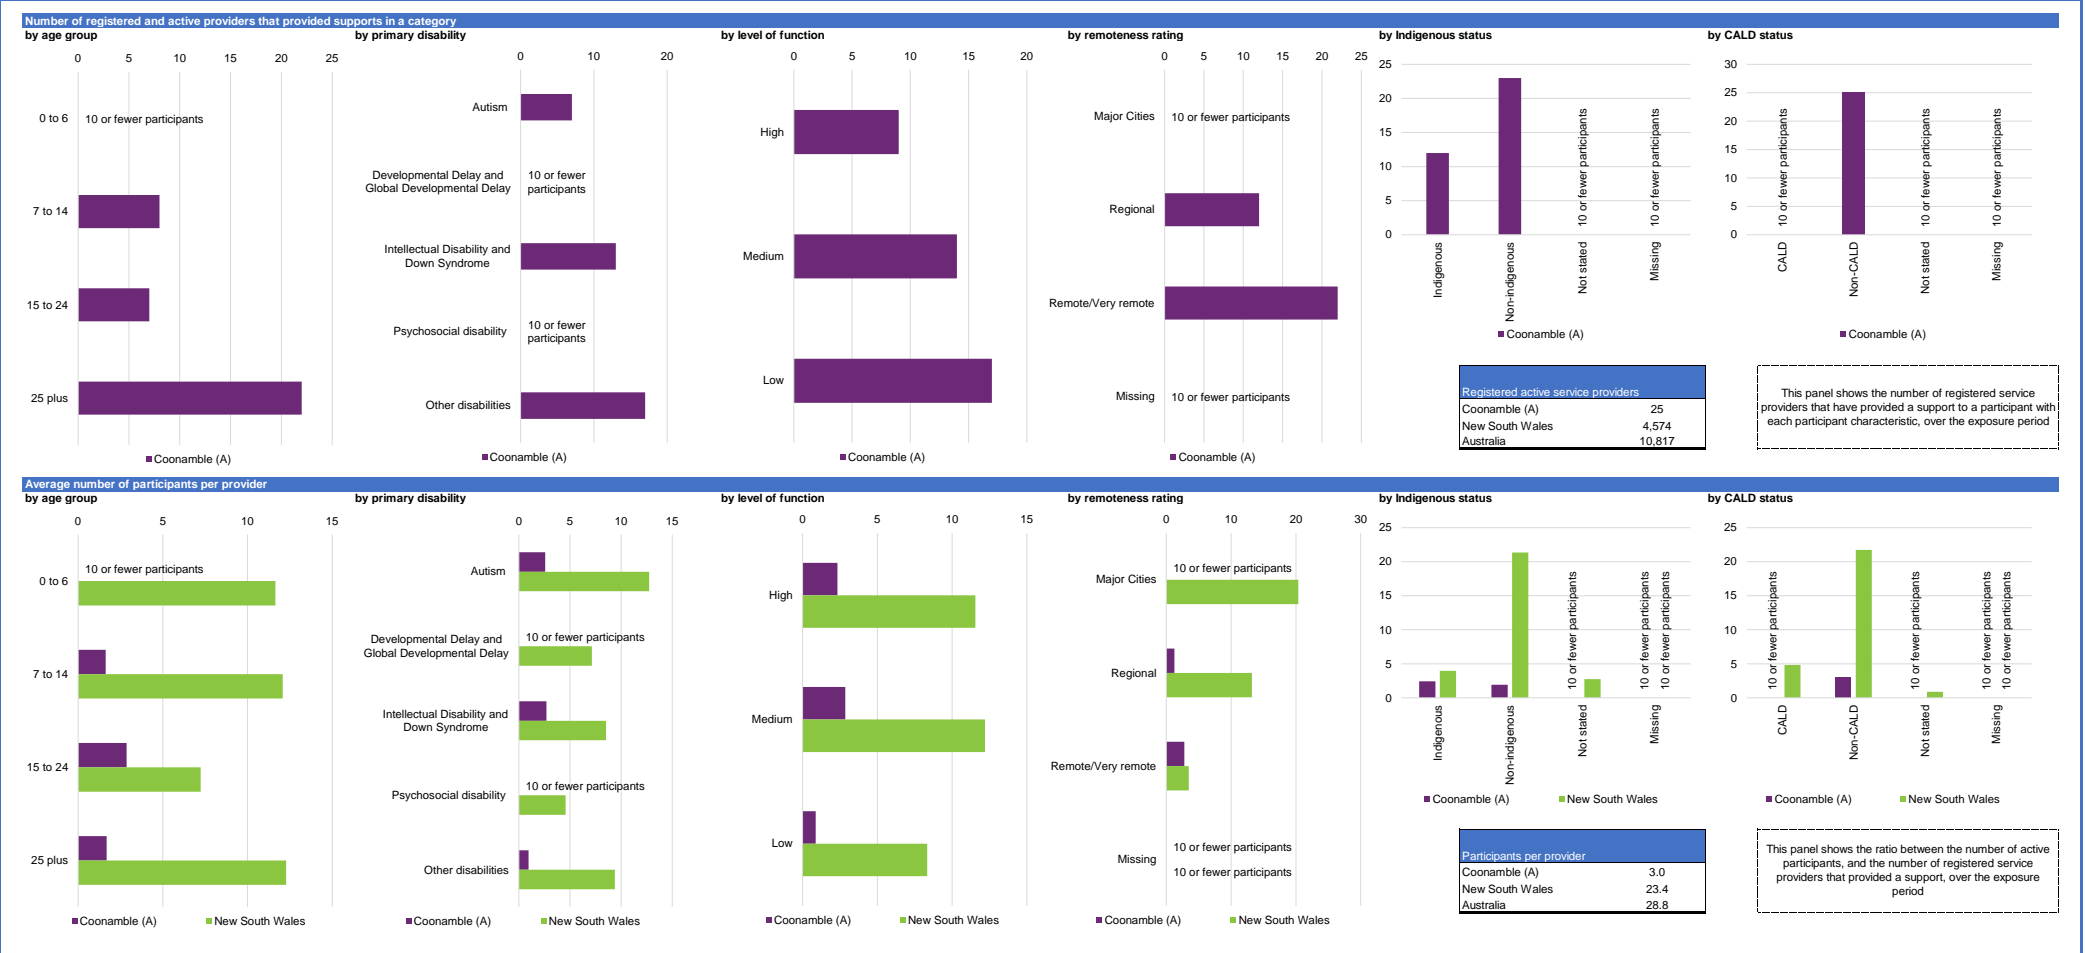 Number of registered and active providers that provided supports in a category
by age group
0 5 10 15 20 25
0 to 6
10 or fewer participants
7 to 14
15 to 24
25 plus
Coonamble (A)
by primary disability
0 10 20
Autism
Developmental Delay and
Global Developmental Delay
10 or fewer
participants
Intellectual Disability and
Down Syndrome
Psychosocial disability
10 or fewer
participants
Other disabilities
Coonamble (A)
by level of function
0 5 10 15 20
High
Medium
Low
Coonamble (A)
by remoteness rating
0 5 10 15 20 25
Major Cities
10 or fewer participants
Regional
Remote/Very remote
Missing
10 or fewer participants
Coonamble (A)
by Indigenous status
25
20
15
10
5
0
10 or fewer participants
10 or fewer participants
Indigenous
Non-indigenous
Not stated
Missing
Coonamble (A)
by CALD status
30
25
20
15
10
5
0
10 or fewer participants
10 or fewer participants
10 or fewer participants
CALD
Non-CALD
Not stated
Missing
Coonamble (A)
Registered active service providers
Coonamble (A) 25
New South Wales 4,574
Australia 10,817
This panel shows the number of registered service
providers that have provided a support to a participant with
each participant characteristic, over the exposure period
Average number of participants per provider
by age group
0 5 10 15
0 to 6
10 or fewer participants
7 to 14
15 to 24
25 plus
Coonamble (A) New South Wales
by primary disability
0 5 10 15
Autism
Developmental Delay and
Global Developmental Delay
10 or fewer participants
Intellectual Disability and
Down Syndrome
Psychosocial disability
10 or fewer participants
Other disabilities
Coonamble (A) New South Wales
by level of function
0 5 10 15
High
Medium
Low
Coonamble (A) New South Wales
by remoteness rating
0 10 20 30
Major Cities
10 or fewer participants
Regional
Remote/Very remote
Missing
10 or fewer participants
10 or fewer participants
Coonamble (A) New South Wales
by Indigenous status
25
20
15
10
5
0
10 or fewer participants
10 or fewer participants
10 or fewer participants
Indigenous
Non-indigenous
Not stated
Missing
Coonamble (A) New South Wales
by CALD status
25
20
15
10
5
0
10 or fewer participants
10 or fewer participants
10 or fewer participants
10 or fewer participants
CALD
Non-CALD
Not stated
Missing
Coonamble (A) New South Wales
Participants per provider
Coonamble (A) 3.0
New South Wales 23.4
Australia 28.8
This panel shows the ratio between the number of active
participants, and the number of registered service
providers that provided a support, over the exposure
period